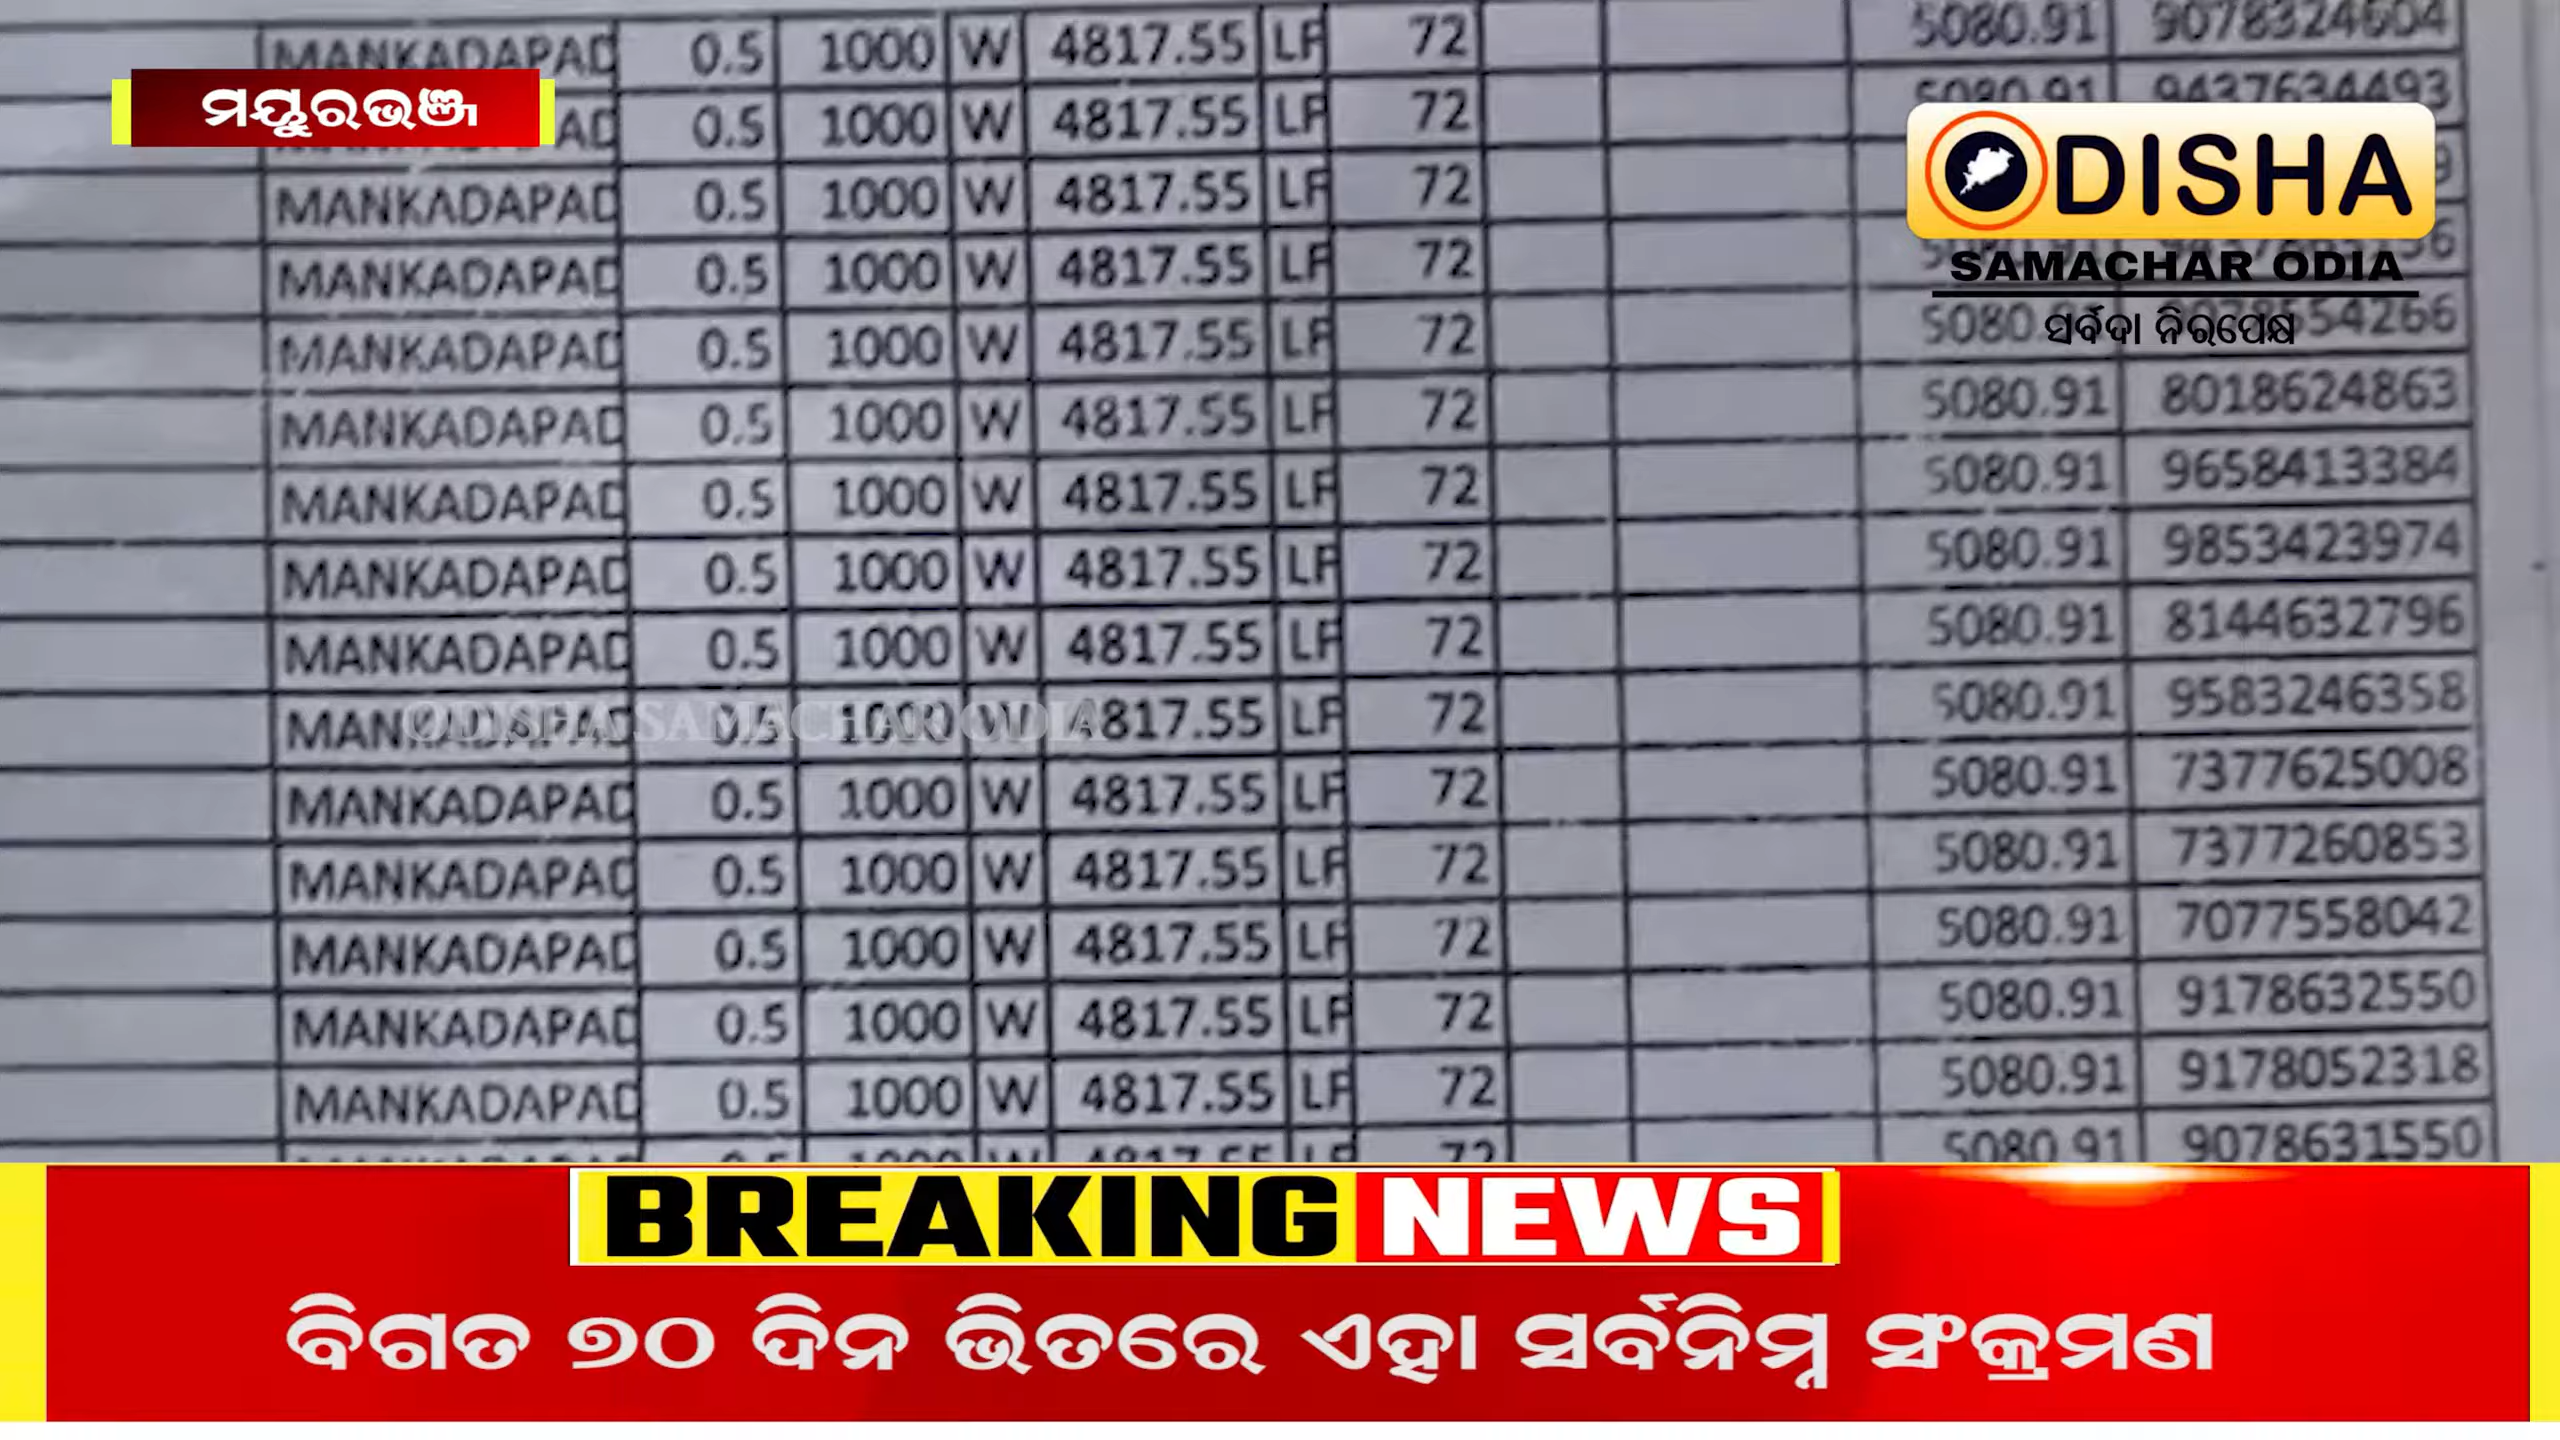 MANKADAPAD 0.5 1000 W 4817.55 LF 72 5080.91 9078324604
ମୟୂରଭଞ୍ଜ
0.5 1000 W 4817.55 LF 72 5080.91 9437634493
ODISHA
MANKADAPAD 0.5 1000 W 4817.55 LF 72
MANKADAPAD 0.5 1000 W 4817.55 LF 72
SAMACHAR ODIA
MANKADAPAD 0.5 1000 W 4817.55 LF 72
ସର୍ବଦା ନିରପେକ୍ଷ
MANKADAPAD 0.5 1000 W 4817.55 LF 72 5080.91 8018624863
MANKADAPAD 0.5 1000 W 4817.55 LF 72 5080.91 9658413384
MANKADAPAD 0.5 1000 W 4817.55 LF 72 5080.91 9853423974
MANKADAPAD 0.5 1000 W 4817.55 LF 72 5080.91 8144632796
MANKADAPAD 0.5 1000 W 4817.55 LF 72 5080.91 9583246358
ODISHA SAMACHAR ODIA
MANKADAPAD 0.5 1000 W 4817.55 LF 72 5080.91 7377625008
MANKADAPAD 0.5 1000 W 4817.55 LF 72 5080.91 7377260853
MANKADAPAD 0.5 1000 W 4817.55 LF 72 5080.91 7077558042
MANKADAPAD 0.5 1000 W 4817.55 LF 72 5080.91 9178632550
MANKADAPAD 0.5 1000 W 4817.55 LF 72 5080.91 9178052318
5080.91 9078631550
BREAKING NEWS
ବିଗତ ୭୦ ଦିନ ଭିତରେ ଏହା ସର୍ବନିମ୍ନ ସଂକ୍ରମଣ